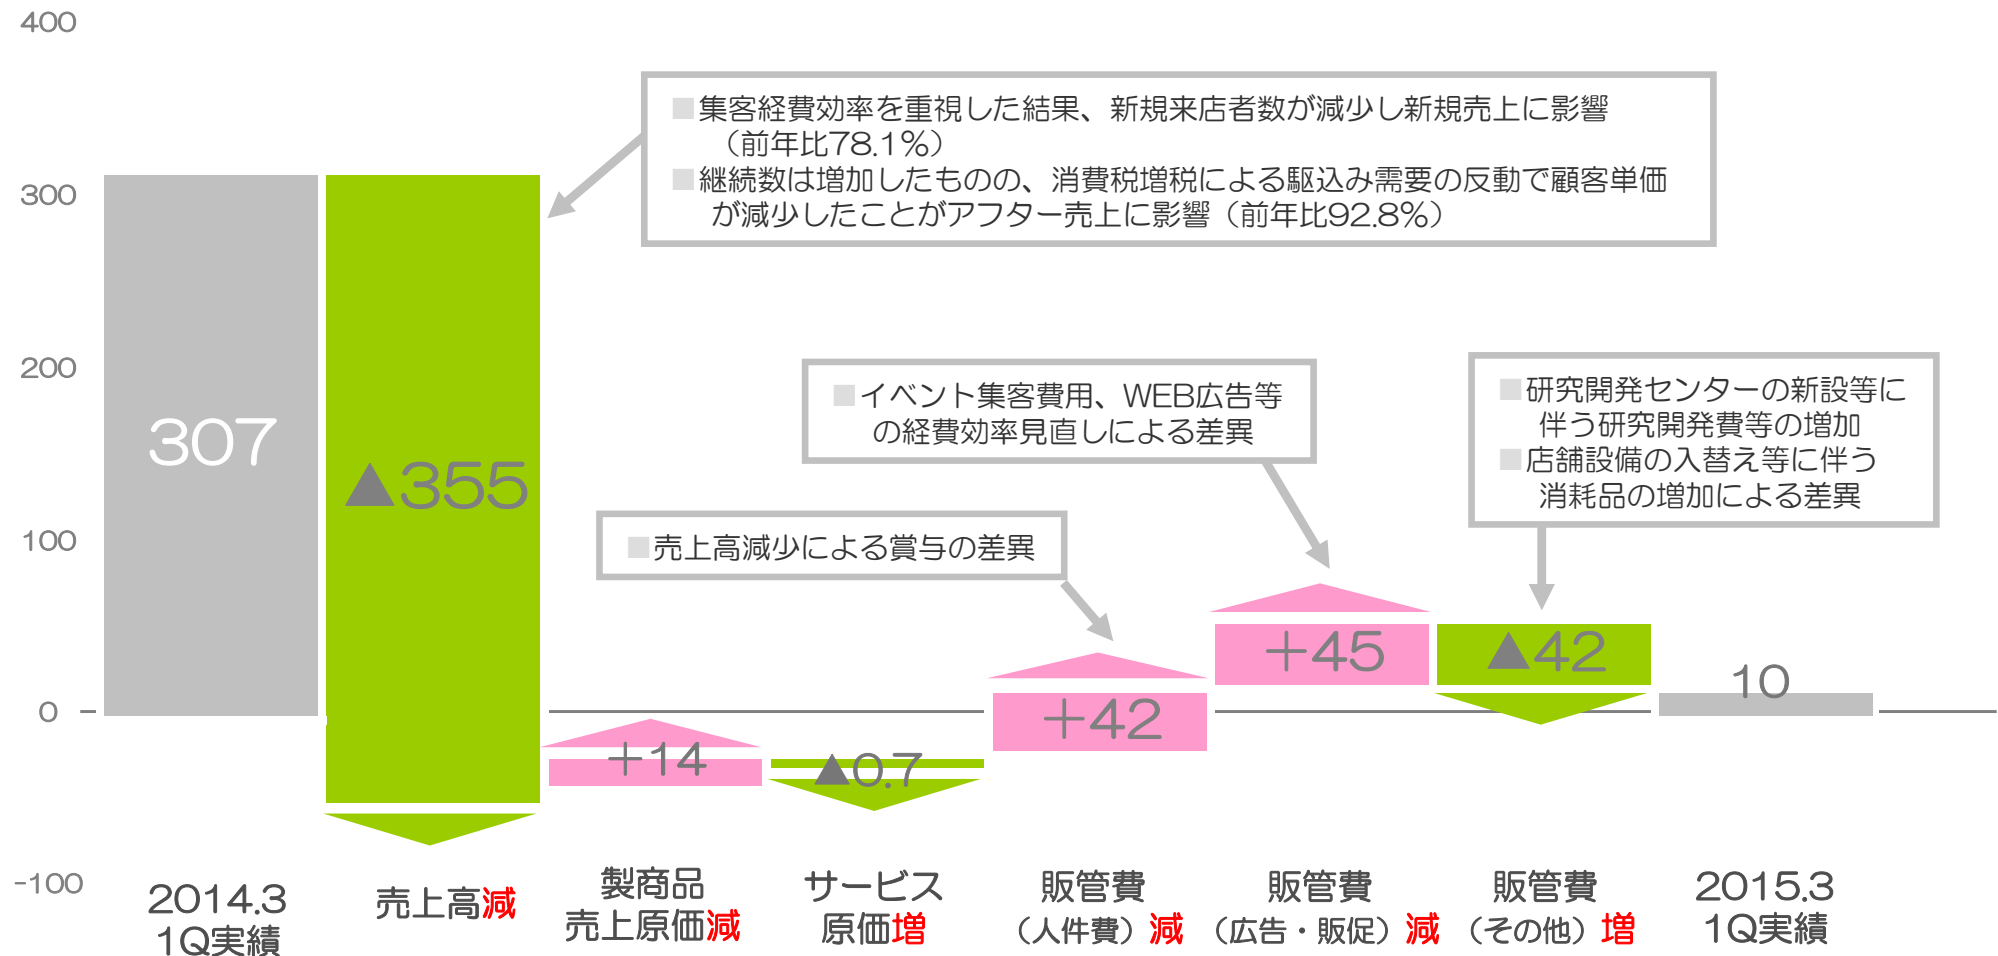 400
300
200
100
0
-100
■集客経費効率を重視した結果、新規来店者数が減少し新規売上に影響
（前年比78.1％）
■継続数は増加したものの、消費税増税による駆込み需要の反動で顧客単価
が減少したことがアフター売上に影響（前年比92.8％）
■イベント集客費用、WEB広告等
の経費効率見直しによる差異
■研究開発センターの新設等に
伴う研究開発費等の増加
■店舗設備の入替え等に伴う
消耗品の増加による差異
■売上高減少による賞与の差異
307
▲355
+14
▲0.7
+42
+45
▲42
10
2014.3
1Q実績
売上高減
製商品
売上原価減
サービス
原価増
販管費
（人件費）減
販管費
（広告・販促）減
販管費
（その他）増
2015.3
1Q実績